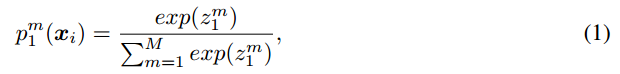 $p_1^m(\boldsymbol{x}_i) = \frac{exp(z_1^m)}{\sum_{m=1}^{M} exp(z_1^m)},$ (1)